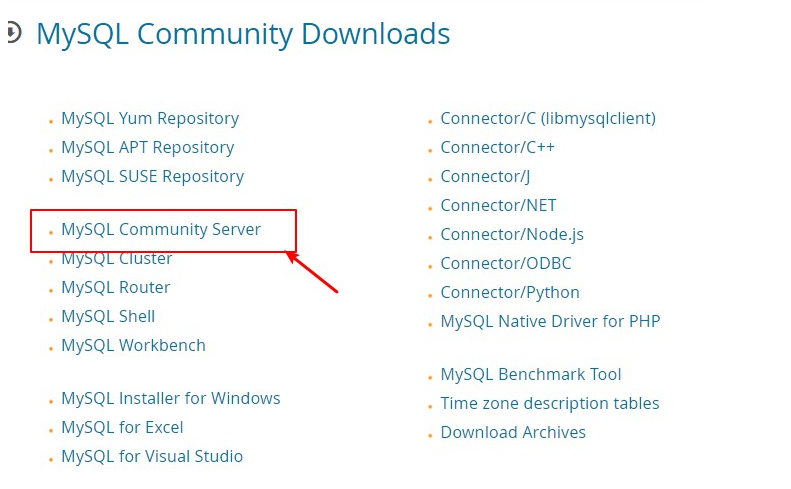 MySQL Community Downloads
MySQL Yum Repository
MySQL APT Repository
MySQL SUSE Repository
MySQL Community Server
MySQL Cluster
MySQL Router
MySQL Shell
MySQL Workbench
MySQL Installer for Windows
MySQL for Excel
MySQL for Visual Studio
Connector/C (libmysqlclient)
Connector/C++
Connector/J
Connector/NET
Connector/Node.js
Connector/ODBC
Connector/Python
MySQL Native Driver for PHP
MySQL Benchmark Tool
Time zone description tables
Download Archives